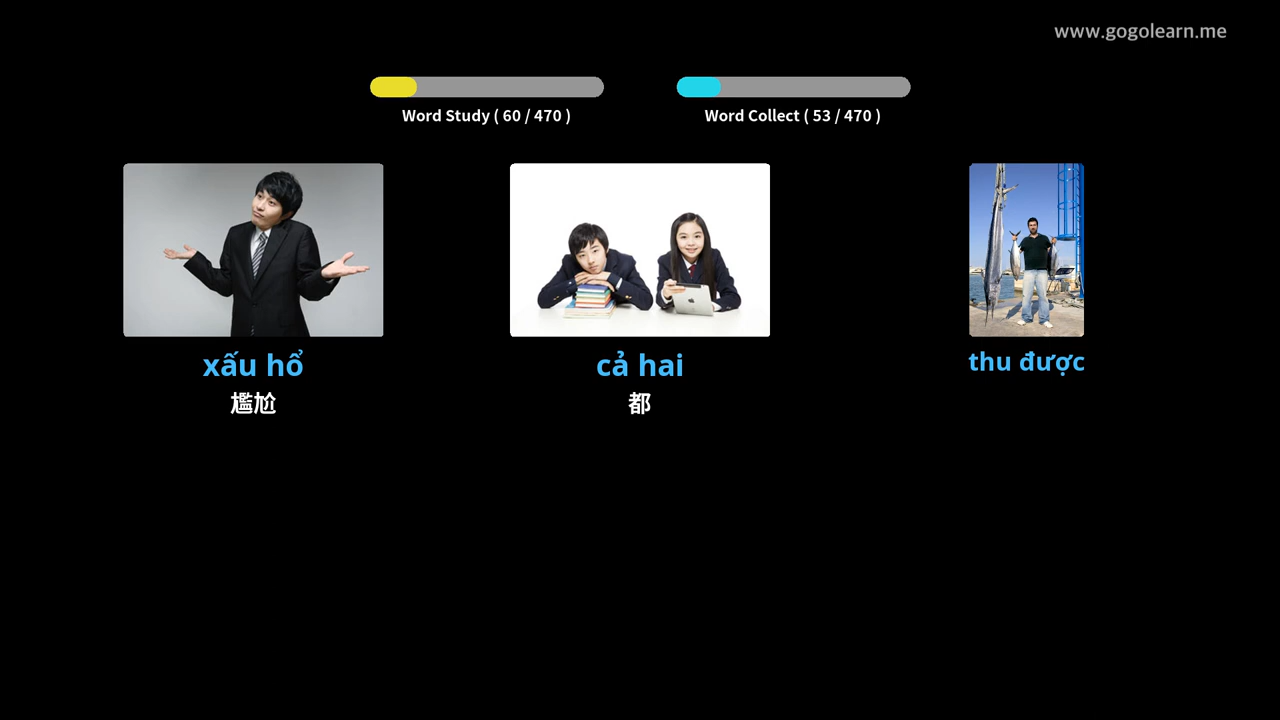 www.gogolearn.me
Word Study ( 60 / 470 )
Word Collect ( 53 / 470 )
xấu hổ
尷尬
cả hai
都
thu được